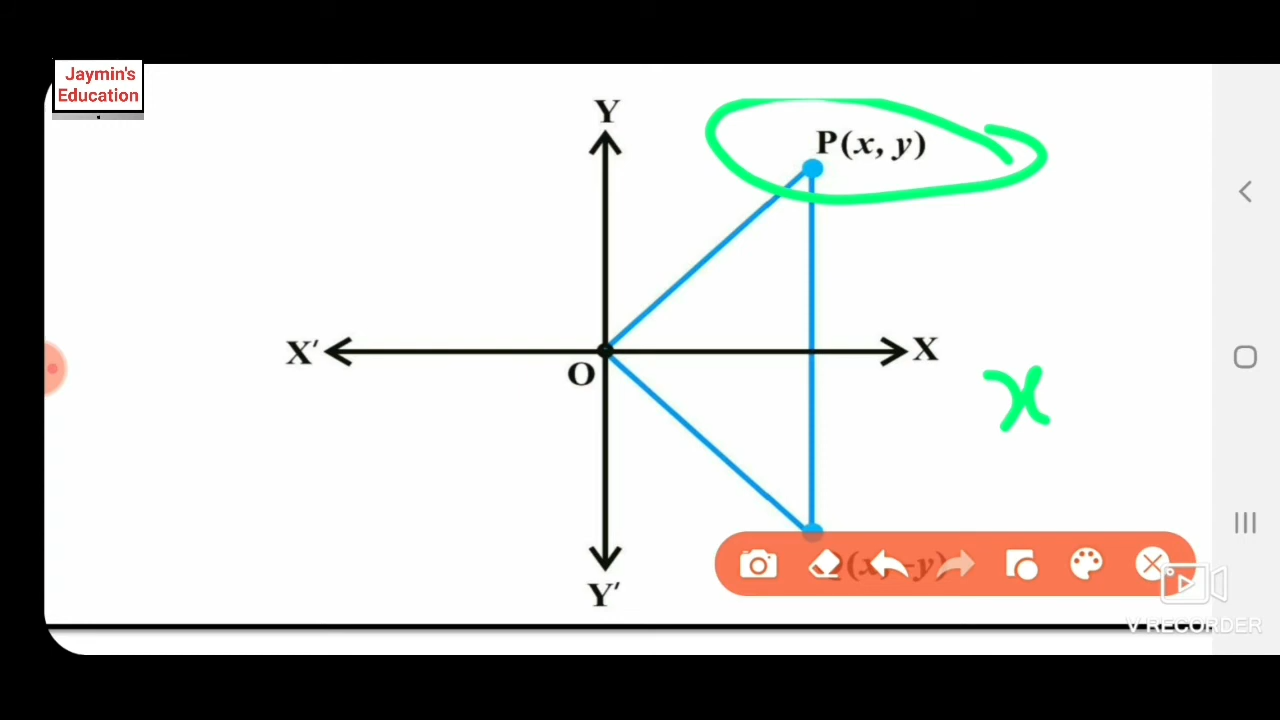 Jaymin's
Education
Y
P(x, y)
X′
X
O
x
Q(x, –y)
Y′
V RECORDER